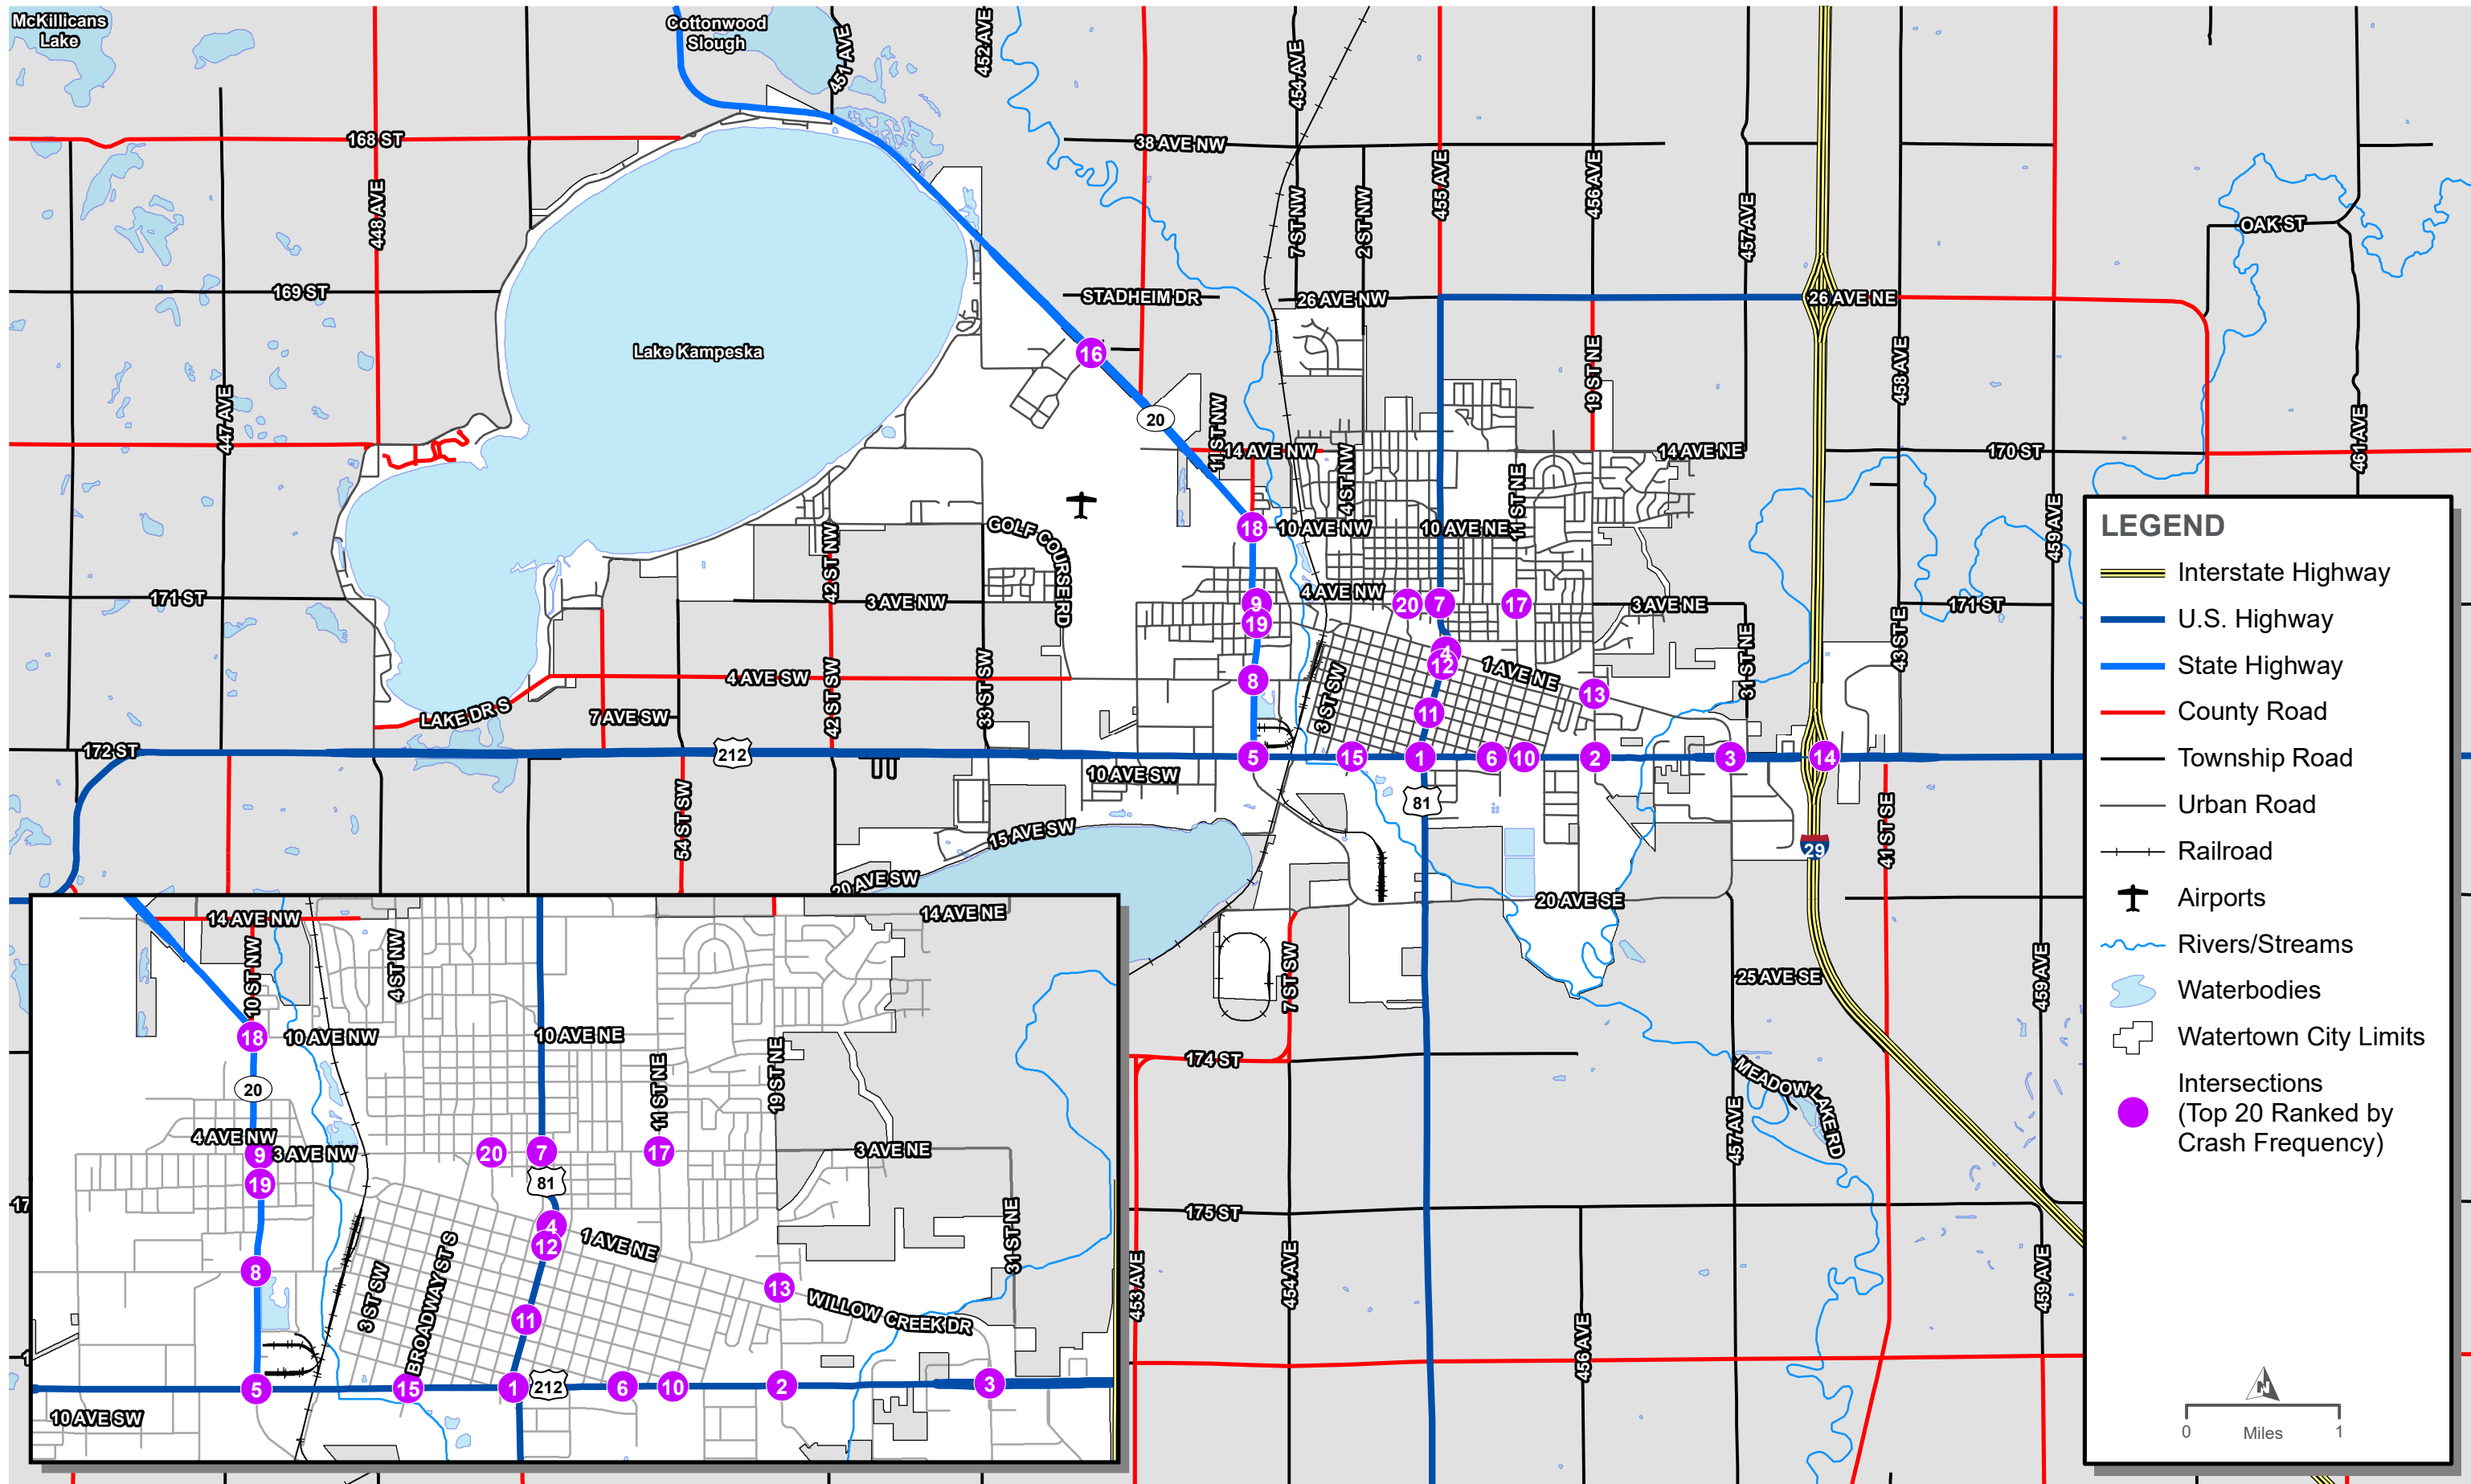 McKillicans
Lake
Cottonwood
Slough
451 AVE
452 AVE
454 AVE
168 ST
38 AVE NW
448 AVE
7 ST NW
2 ST NW
455 AVE
456 AVE
457 AVE
OAK ST
169 ST
STADHEIM DR
26 AVE NW
26 AVE NE
Lake Kampeska
16
19 ST NE
458 AVE
447 AVE
20
11 ST NW
14 AVE NW
4 ST NW
11 ST NE
14 AVE NE
170 ST
461 AVE
GOLF COURSE RD
18
10 AVE NW
10 AVE NE
459 AVE
42 ST NW
171 ST
3 AVE NW
9
19
4 AVE NW
20
7
17
3 AVE NE
171 ST
43 ST E
31 ST NE
4
12
1 AVE NE
13
4 AVE SW
42 ST SW
33 ST SW
8
3 ST SW
11
LAKE DR S
7 AVE SW
172 ST
212
5
15
1
6
10
2
3
14
10 AVE SW
81
54 ST SW
15 AVE SW
29
41 ST SE
20 AVE SW
20 AVE SE
7 ST SW
25 AVE SE
459 AVE
174 ST
MEADOW LAKE RD
457 AVE
175 ST
453 AVE
454 AVE
456 AVE
459 AVE
17
1
14 AVE NW
14 AVE NE
10 ST NW
4 ST NW
18
10 AVE NW
10 AVE NE
20
11 ST NE
19 ST NE
4 AVE NW
9
3 AVE NW
19
20
7
17
3 AVE NE
81
4
12
1 AVE NE
31 ST NE
8
3 ST SW
BROADWAY ST S
13
WILLOW CREEK DR
11
5
15
1
212
6
10
2
3
10 AVE SW
LEGEND
Interstate Highway
U.S. Highway
State Highway
County Road
Township Road
Urban Road
Railroad
Airports
Rivers/Streams
Waterbodies
Watertown City Limits
Intersections
(Top 20 Ranked by
Crash Frequency)
N
0
Miles
1